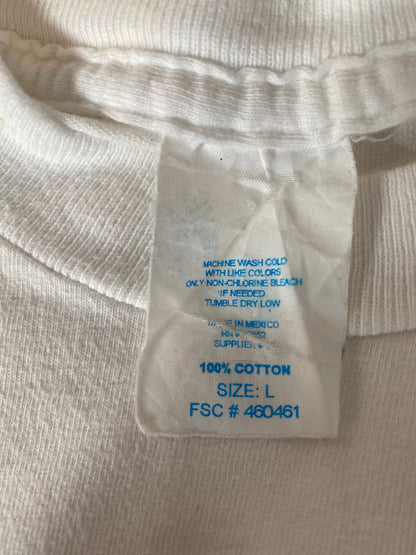 MACHINE WASH COLD
WITH LIKE COLORS
ONLY NON-CHLORINE BLEACH
IF NEEDED
TUMBLE DRY LOW
IN MEXICO
SUPPLIER
100% COTTON
SIZE: L
FSC # 460461